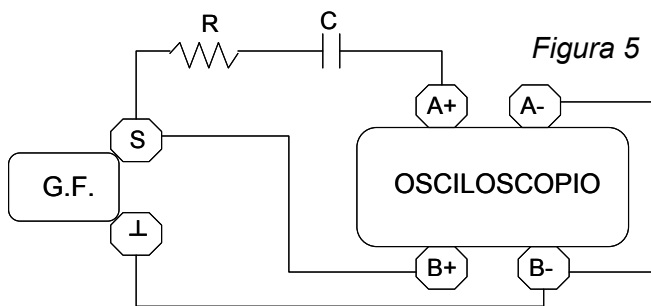 R
C
Figura 5
A+
A-
S
G.F.
OSCILOSCOPIO
⊥
B+
B-